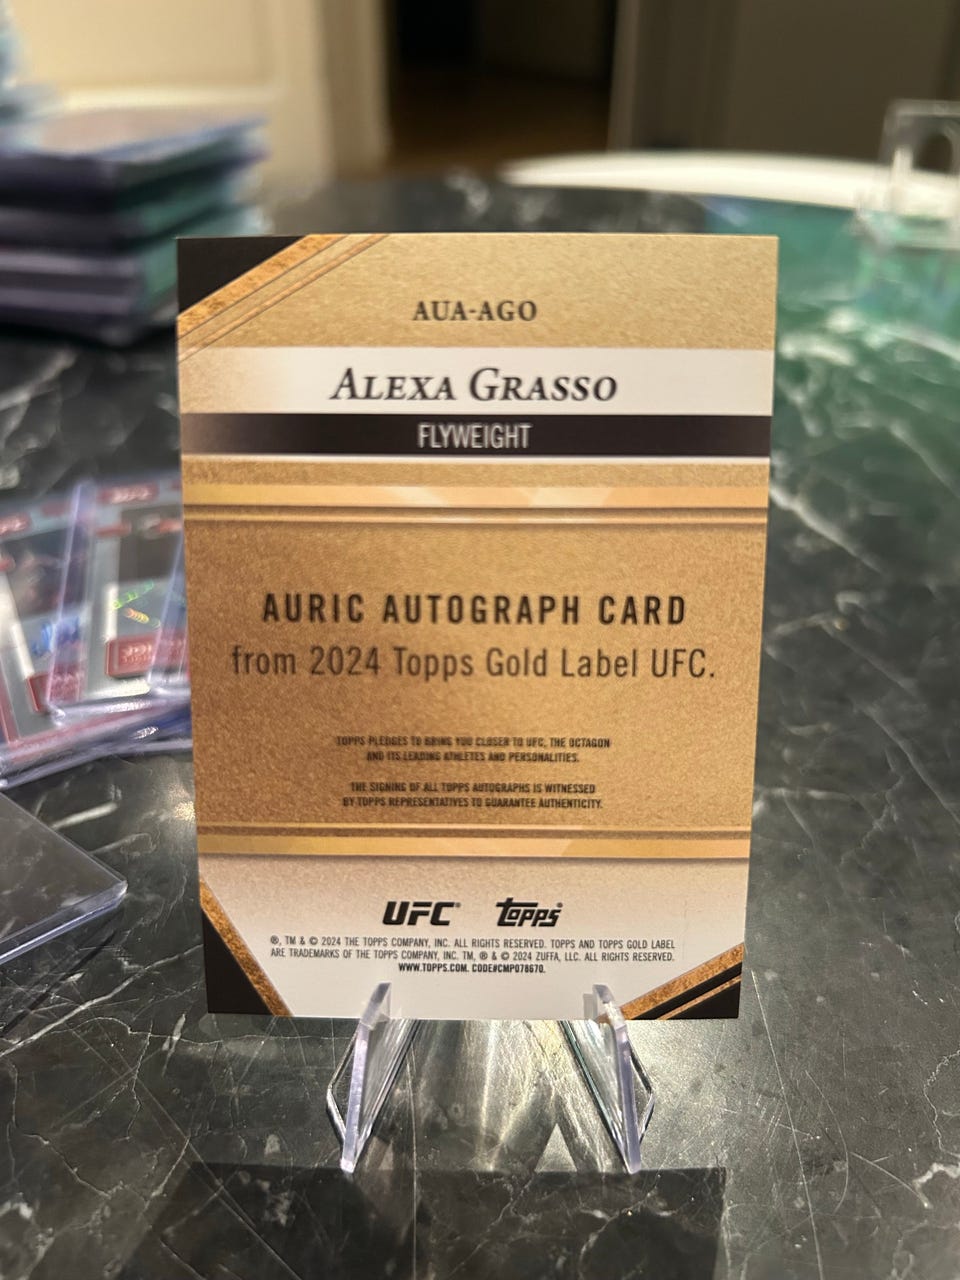 AUA-AGO
ALEXA GRASSO
FLYWEIGHT
AURIC AUTOGRAPH CARD
from 2024 Topps Gold Label UFC.
TOPPS PLEDGES TO BRING YOU CLOSER TO UFC, THE OCTAGON
AND ITS LEADING ATHLETES AND PERSONALITIES.
THE SIGNING OF ALL TOPPS AUTOGRAPHS IS WITNESSED
BY TOPPS REPRESENTATIVES TO GUARANTEE AUTHENTICITY.
UFC® topps®
®, TM & © 2024 THE TOPPS COMPANY, INC. ALL RIGHTS RESERVED. TOPPS AND TOPPS GOLD LABEL
ARE TRADEMARKS OF THE TOPPS COMPANY, INC. TM, ® & © 2024 ZUFFA, LLC. ALL RIGHTS RESERVED.
WWW.TOPPS.COM. CODE#CMP078670.